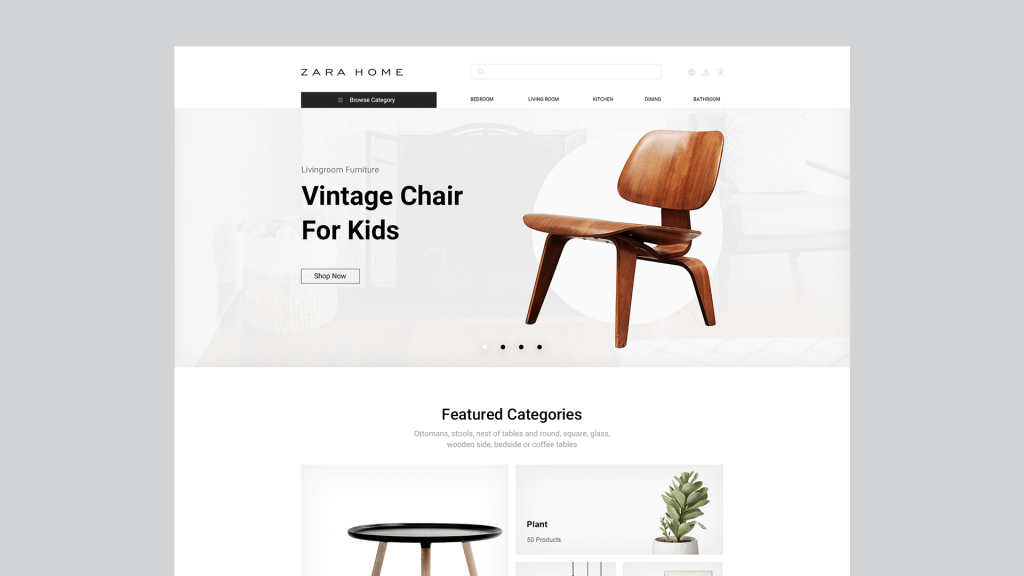 ZARA HOME
Browse Category
BEDROOM
LIVING ROOM
KITCHEN
DINING
BATHROOM
Livingroom Furniture
Vintage Chair
For Kids
Shop Now
Featured Categories
Ottomans, stools, nest of tables and round, square, glass,
wooden side, bedside or coffee tables
Plant
50 Products